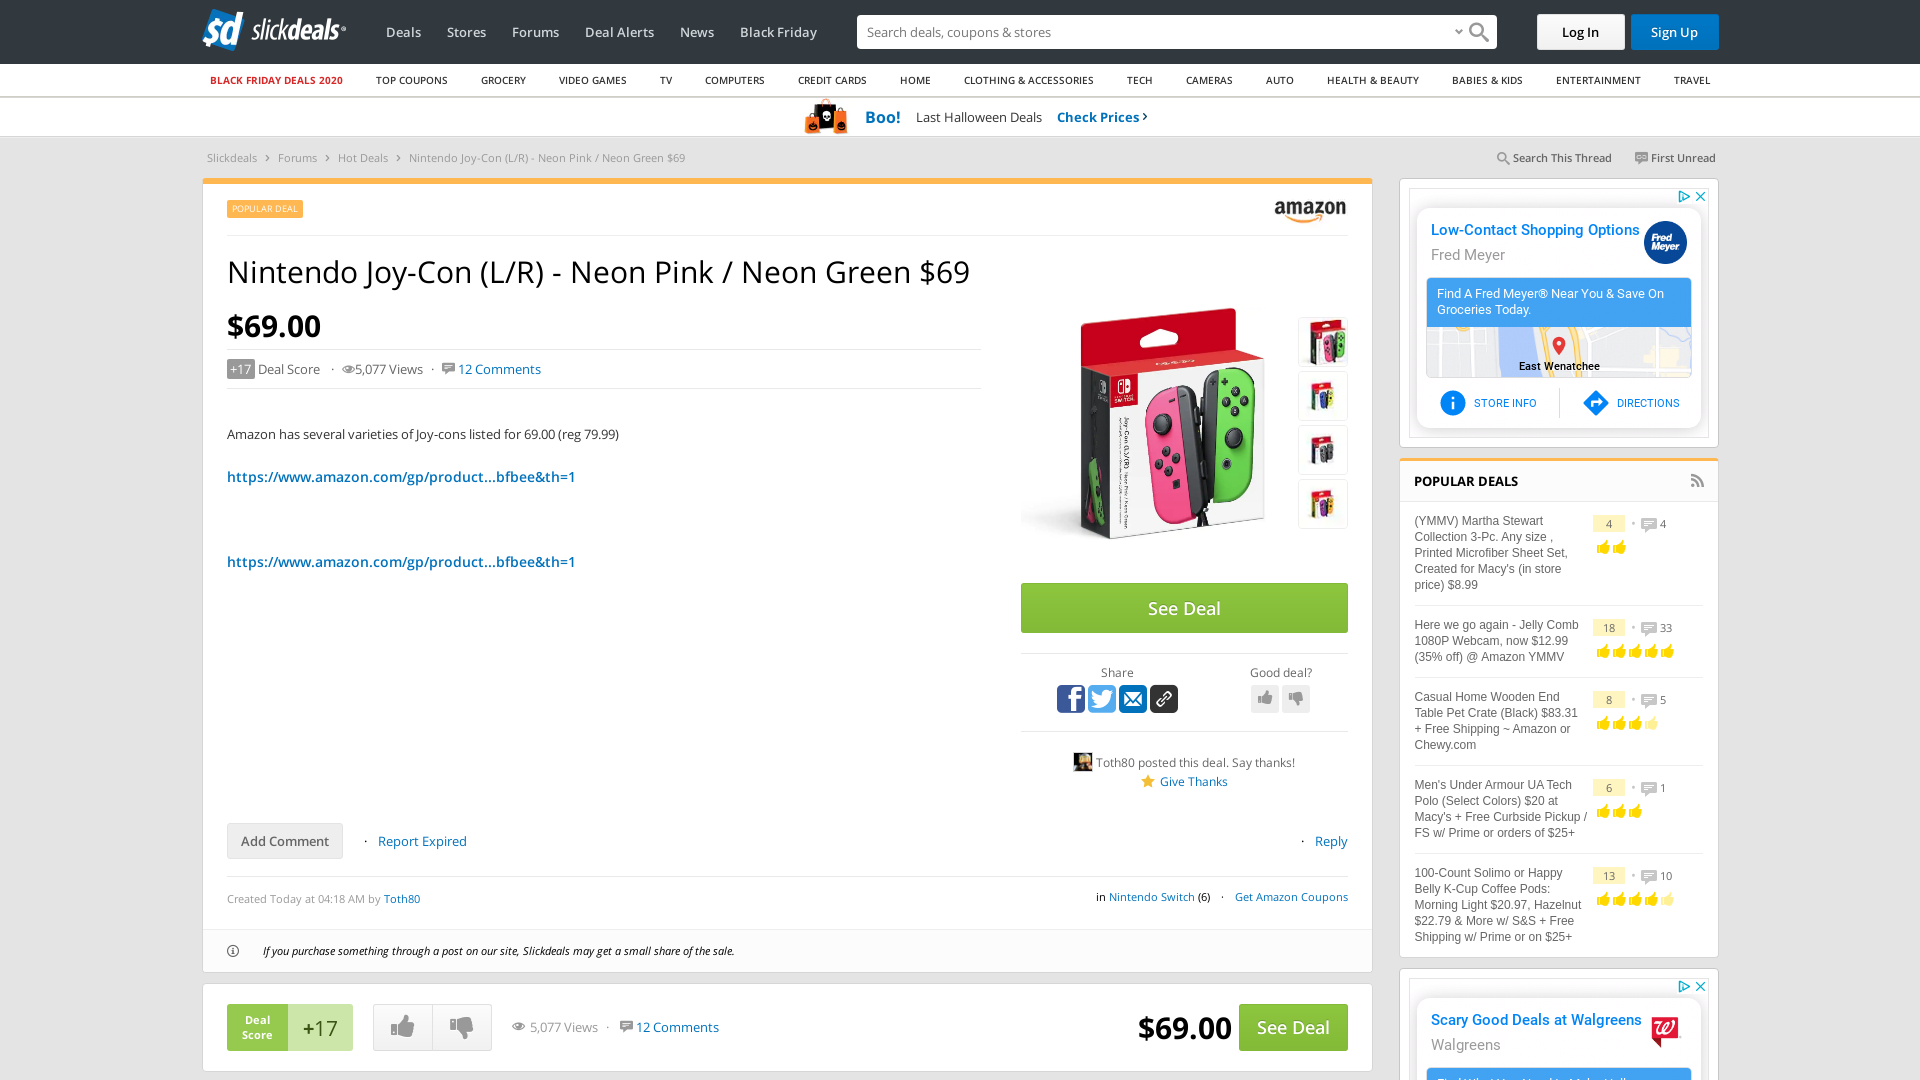 slickdeals
Deals
Stores
Forums
Deal Alerts
News
Black Friday
Search deals, coupons & stores
Log In
Sign Up
BLACK FRIDAY DEALS 2020
TOP COUPONS
GROCERY
VIDEO GAMES
TV
COMPUTERS
CREDIT CARDS
HOME
CLOTHING & ACCESSORIES
TECH
CAMERAS
AUTO
HEALTH & BEAUTY
BABIES & KIDS
ENTERTAINMENT
TRAVEL
Boo! Last Halloween Deals Check Prices ›
Slickdeals › Forums › Hot Deals › Nintendo Joy-Con (L/R) - Neon Pink / Neon Green $69
Search This Thread
First Unread
POPULAR DEAL
amazon
Nintendo Joy-Con (L/R) - Neon Pink / Neon Green $69
$69.00
+17 Deal Score · 5,077 Views · 12 Comments
Amazon has several varieties of Joy-cons listed for 69.00 (reg 79.99)
https://www.amazon.com/gp/product...bfbee&th=1
https://www.amazon.com/gp/product...bfbee&th=1
See Deal
Share
Good deal?
Toth80 posted this deal. Say thanks!
Give Thanks
Add Comment · Report Expired
· Reply
Created Today at 04:18 AM by Toth80
in Nintendo Switch (6) · Get Amazon Coupons
If you purchase something through a post on our site, Slickdeals may get a small share of the sale.
Deal
Score
+17
5,077 Views · 12 Comments
$69.00
See Deal
Low-Contact Shopping Options
Fred Meyer
Fred
Meyer
Find A Fred Meyer® Near You & Save On
Groceries Today.
East Wenatchee
STORE INFO
DIRECTIONS
POPULAR DEALS
(YMMV) Martha Stewart
Collection 3-Pc. Any size ,
Printed Microfiber Sheet Set,
Created for Macy's (in store
price) $8.99
4 · 4
Here we go again - Jelly Comb
1080P Webcam, now $12.99
(35% off) @ Amazon YMMV
18 · 33
Casual Home Wooden End
Table Pet Crate (Black) $83.31
+ Free Shipping ~ Amazon or
Chewy.com
8 · 5
Men's Under Armour UA Tech
Polo (Select Colors) $20 at
Macy's + Free Curbside Pickup /
FS w/ Prime or orders of $25+
6 · 1
100-Count Solimo or Happy
Belly K-Cup Coffee Pods:
Morning Light $20.97, Hazelnut
$22.79 & More w/ S&S + Free
Shipping w/ Prime or on $25+
13 · 10
Scary Good Deals at Walgreens
Walgreens